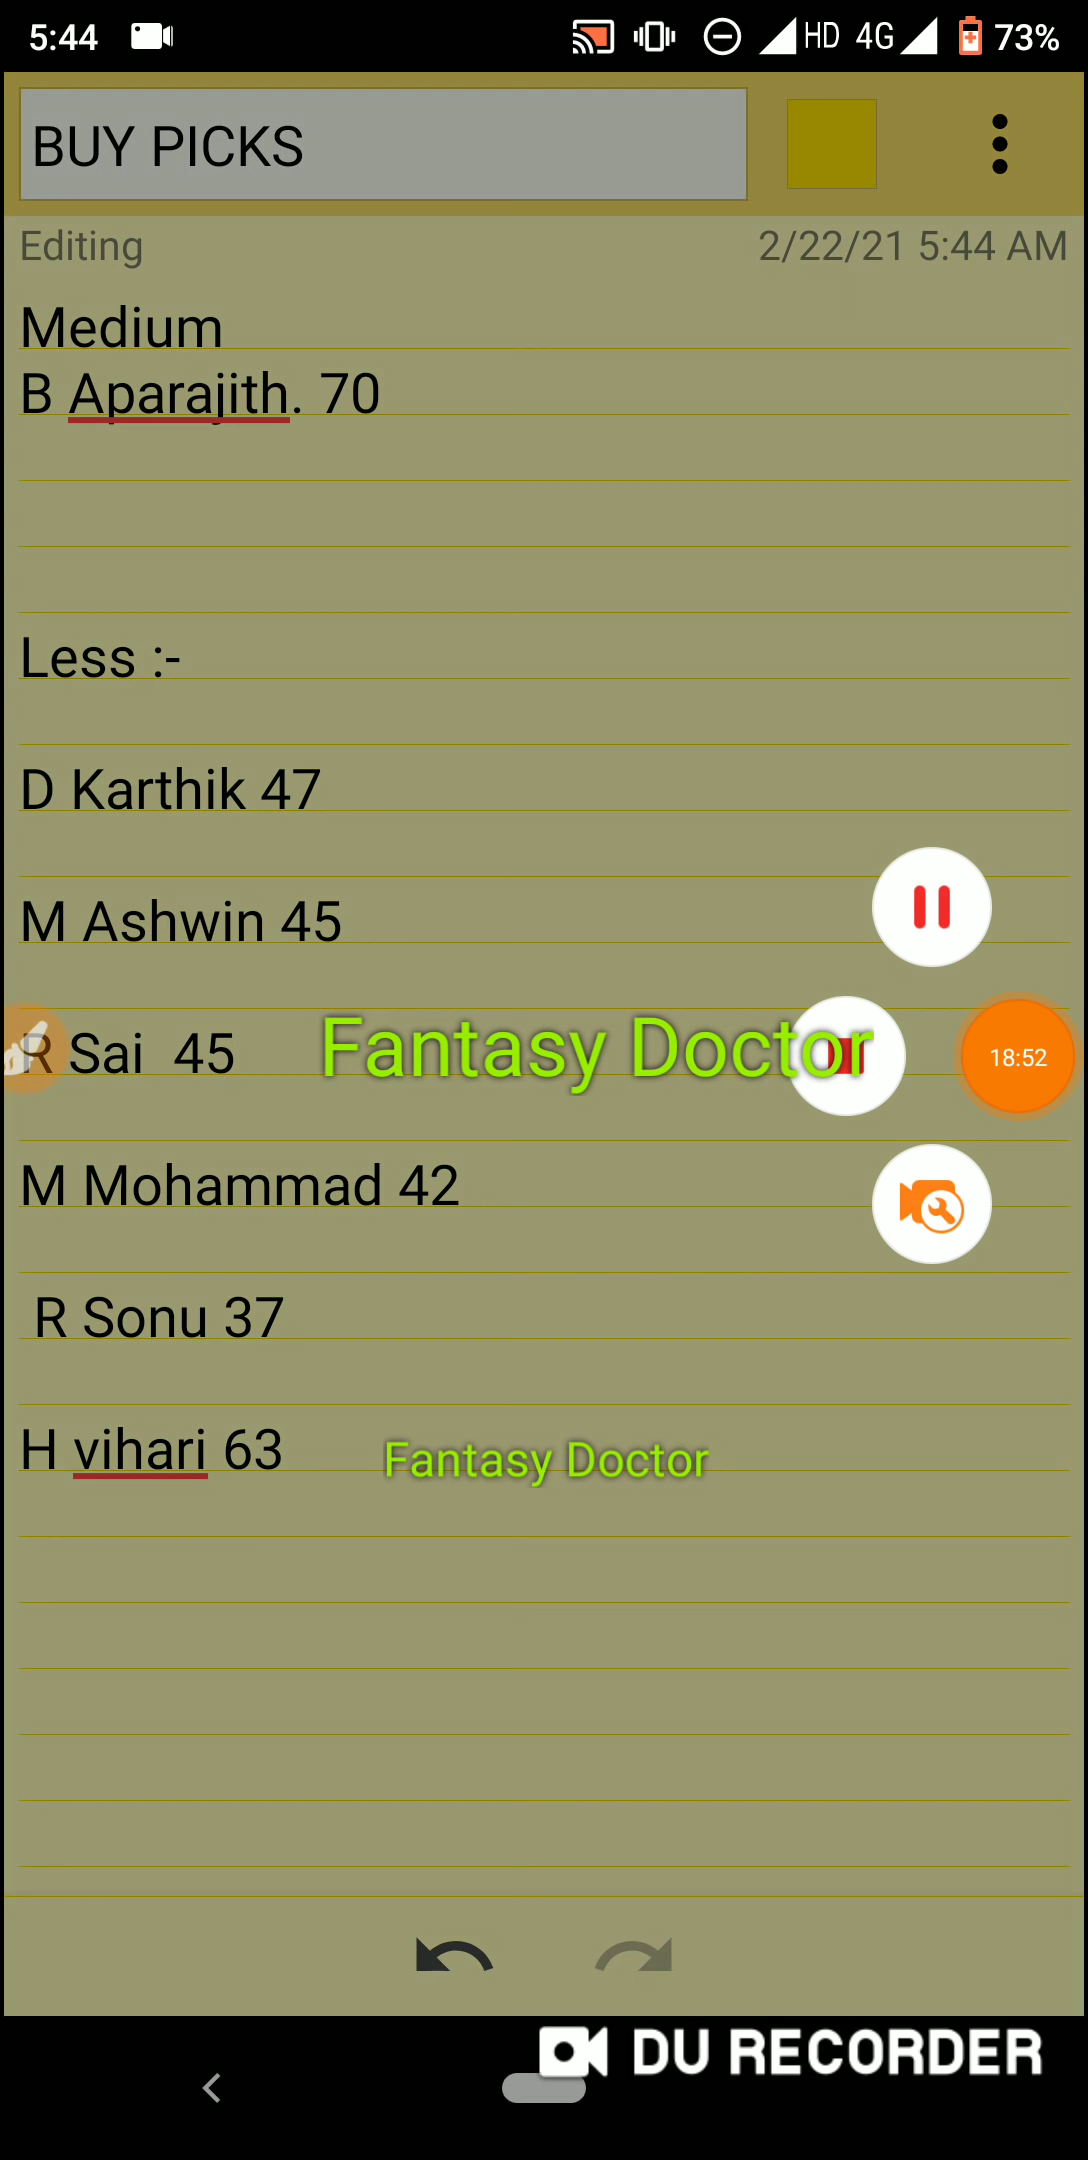 5:44 HD 4G 73%
BUY PICKS
Editing 2/22/21 5:44 AM
Medium
B Aparajith. 70
Less :-
D Karthik 47
M Ashwin 45
R Sai 45
Fantasy Doctor
18:52
M Mohammad 42
R Sonu 37
H vihari 63
Fantasy Doctor
DU RECORDER